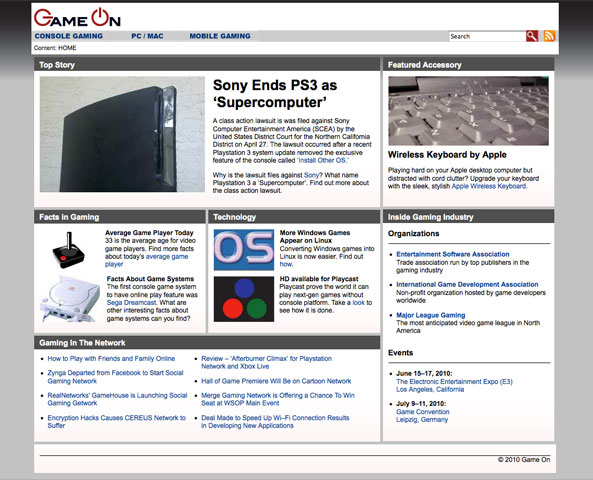 GAME ON
CONSOLE GAMING PC / MAC MOBILE GAMING
Search
Content: HOME
Top Story
Sony Ends PS3 as
‘Supercomputer’
A class action lawsuit is was filed against Sony
Computer Entertainment America (SCEA) by the
United States District Court for the Northern California
District on April 27. The lawsuit occurred after a recent
Playstation 3 system update removed the exclusive
feature of the console called ‘Install Other OS.’
Why is the lawsuit files against Sony? What name
Playstation 3 a ‘Supercomputer’. Find out more about
the class action lawsuit.
Featured Accessory
Wireless Keyboard by Apple
Playing hard on your Apple desktop computer but
distracted with cord clutter? Upgrade your keyboard
with the sleek, stylish Apple Wireless Keyboard.
Facts in Gaming
Average Game Player Today
33 is the average age for video
game players. Find more facts
about today's average game
player
Facts About Game Systems
The first console game system
to have online play feature was
Sega Dreamcast. What are
other interesting facts about
game systems can you find?
Technology
OS
More Windows Games
Appear on Linux
Converting Windows games into
Linux is now easier. Find out
how.
HD available for Playcast
Playcast prove the world it can
play next-gen games without
console platform. Take a look to
see how it is done.
Inside Gaming Industry
Organizations
Entertainment Software Association
Trade association run by top publishers in the
gaming industry
International Game Development Association
Non-profit organization hosted by game developers
worldwide
Major League Gaming
The most anticipated video game league in North
America
Events
June 15–17, 2010:
The Electronic Entertainment Expo (E3)
Los Angeles, California
July 9–11, 2010:
Game Convention
Leipzig, Germany
Gaming In The Network
How to Play with Friends and Family Online
Zynga Departed from Facebook to Start Social
Gaming Network
RealNetworks' GameHouse is Launching Social
Gaming Getwork
Encryption Hacks Causes CEREUS Network to
Suffer
Review – ‘Afterburner Climax’ for Playstation
Network and Xbox Live
Hall of Game Premiere Will Be on Cartoon Network
Merge Gaming Network is Offering a Chance To Win
Seat at WSOP Main Event
Deal Made to Speed Up Wi–Fi Connection Results
in Developing New Applications
© 2010 Game On